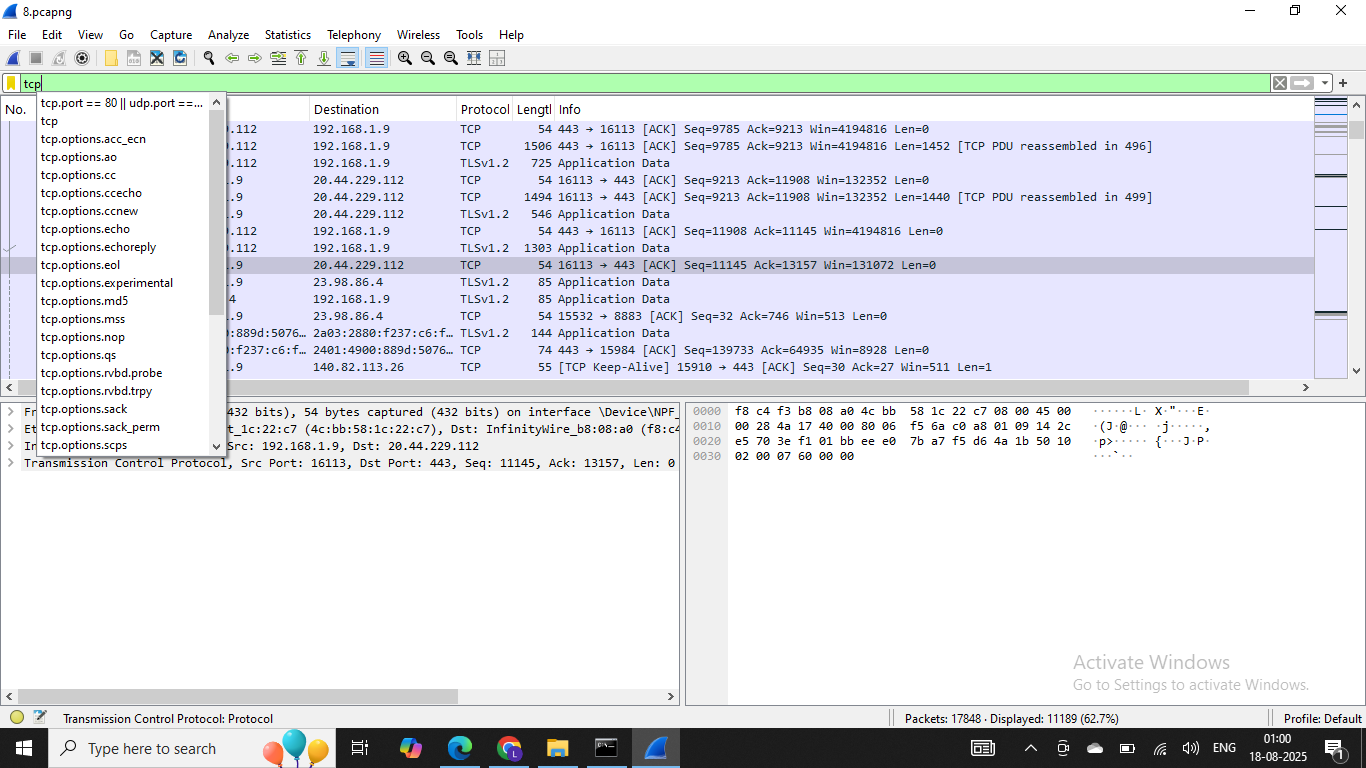 8.pcapng
File Edit View Go Capture Analyze Statistics Telephony Wireless Tools Help
tcp
No. Destination Protocol Lengtl Info
tcp.port == 80 || udp.port ==...
tcp
tcp.options.acc_ecn
tcp.options.ao
tcp.options.cc
tcp.options.ccecho
tcp.options.ccnew
tcp.options.echo
tcp.options.echoreply
tcp.options.eol
tcp.options.experimental
tcp.options.md5
tcp.options.mss
tcp.options.nop
tcp.options.qs
tcp.options.rvbd.probe
tcp.options.rvbd.trpy
tcp.options.sack
tcp.options.sack_perm
tcp.options.scps
.112 192.168.1.9 TCP 54 443 → 16113 [ACK] Seq=9785 Ack=9213 Win=4194816 Len=0
.112 192.168.1.9 TCP 1506 443 → 16113 [ACK] Seq=9785 Ack=9213 Win=4194816 Len=1452 [TCP PDU reassembled in 496]
.112 192.168.1.9 TLSv1.2 725 Application Data
.9 20.44.229.112 TCP 54 16113 → 443 [ACK] Seq=9213 Ack=11908 Win=132352 Len=0
.9 20.44.229.112 TCP 1494 16113 → 443 [ACK] Seq=9213 Ack=11908 Win=132352 Len=1440 [TCP PDU reassembled in 499]
.9 20.44.229.112 TLSv1.2 546 Application Data
.112 192.168.1.9 TCP 54 443 → 16113 [ACK] Seq=11908 Ack=11145 Win=4194816 Len=0
.112 192.168.1.9 TLSv1.2 1303 Application Data
.9 20.44.229.112 TCP 54 16113 → 443 [ACK] Seq=11145 Ack=13157 Win=131072 Len=0
.9 23.98.86.4 TLSv1.2 85 Application Data
4 192.168.1.9 TLSv1.2 85 Application Data
.9 23.98.86.4 TCP 54 15532 → 8883 [ACK] Seq=32 Ack=746 Win=513 Len=0
:889d:5076… 2a03:2880:f237:c6:f… TLSv1.2 144 Application Data
:f237:c6:f… 2401:4900:889d:5076… TCP 74 443 → 15984 [ACK] Seq=139733 Ack=64935 Win=8928 Len=0
.9 140.82.113.26 TCP 55 [TCP Keep-Alive] 15910 → 443 [ACK] Seq=30 Ack=27 Win=511 Len=1
Fr 432 bits), 54 bytes captured (432 bits) on interface \Device\NPF_
Et t_1c:22:c7 (4c:bb:58:1c:22:c7), Dst: InfinityWire_b8:08:a0 (f8:c4
In Src: 192.168.1.9, Dst: 20.44.229.112
Transmission Control Protocol, Src Port: 16113, Dst Port: 443, Seq: 11145, Ack: 13157, Len: 0
0000 f8 c4 f3 b8 08 a0 4c bb 58 1c 22 c7 08 00 45 00 ······L· X·"···E·
0010 00 28 4a 17 40 00 80 06 f5 6a c0 a8 01 09 14 2c ·(J·@··· ·j·····,
0020 e5 70 3e f1 01 bb ee e0 7b a7 f5 d6 4a 1b 50 10 ·p>····· {···J·P·
0030 02 00 07 60 00 00 ···`··
Activate Windows
Go to Settings to activate Windows.
Transmission Control Protocol: Protocol Packets: 17848 · Displayed: 11189 (62.7%) Profile: Default
Type here to search
ENG
01:00
18-08-2025
1